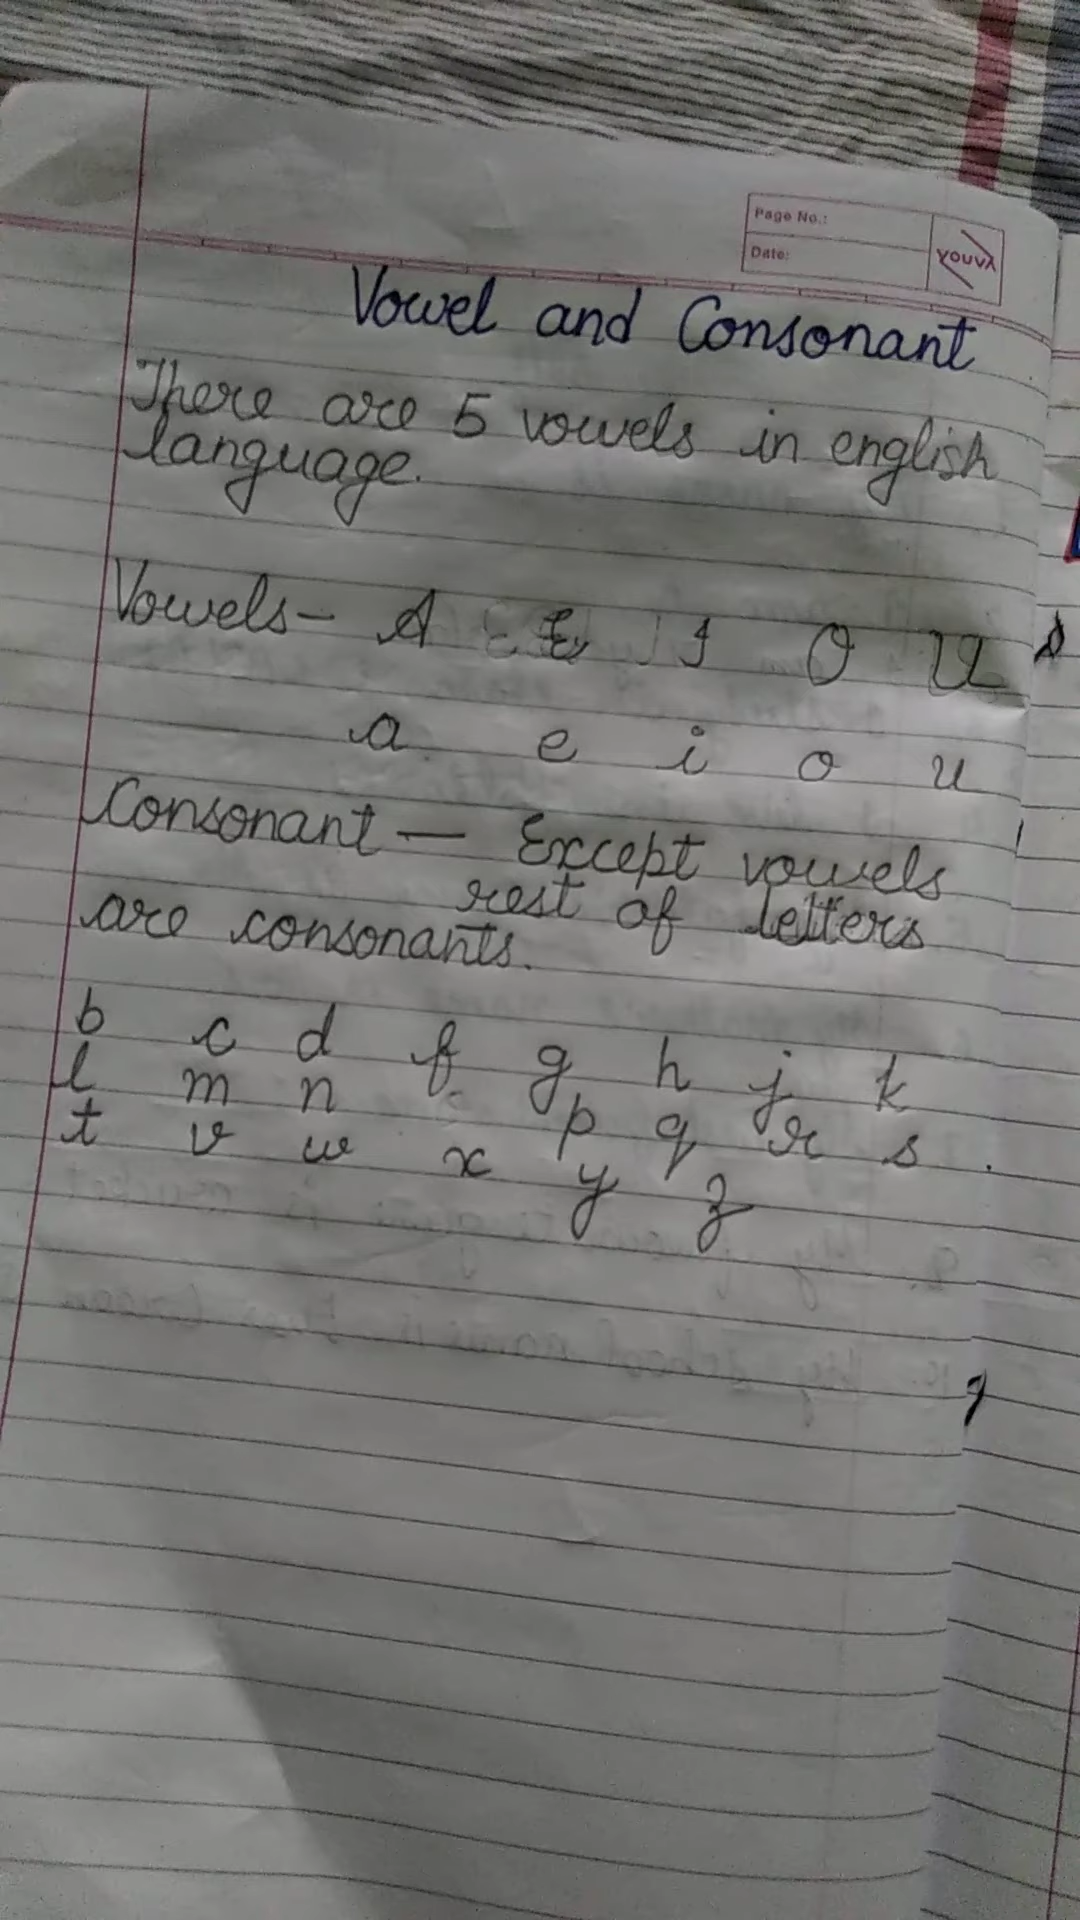 Page No.:
Date:
YOUVA
Vowel and Consonant
There are 5 vowels in english
language.
Vowels- A E I O U
a e i o u
Consonant — Except vowels
rest of letters
are consonants.
b c d f g h j k
l m n p q r s
t v w x y z